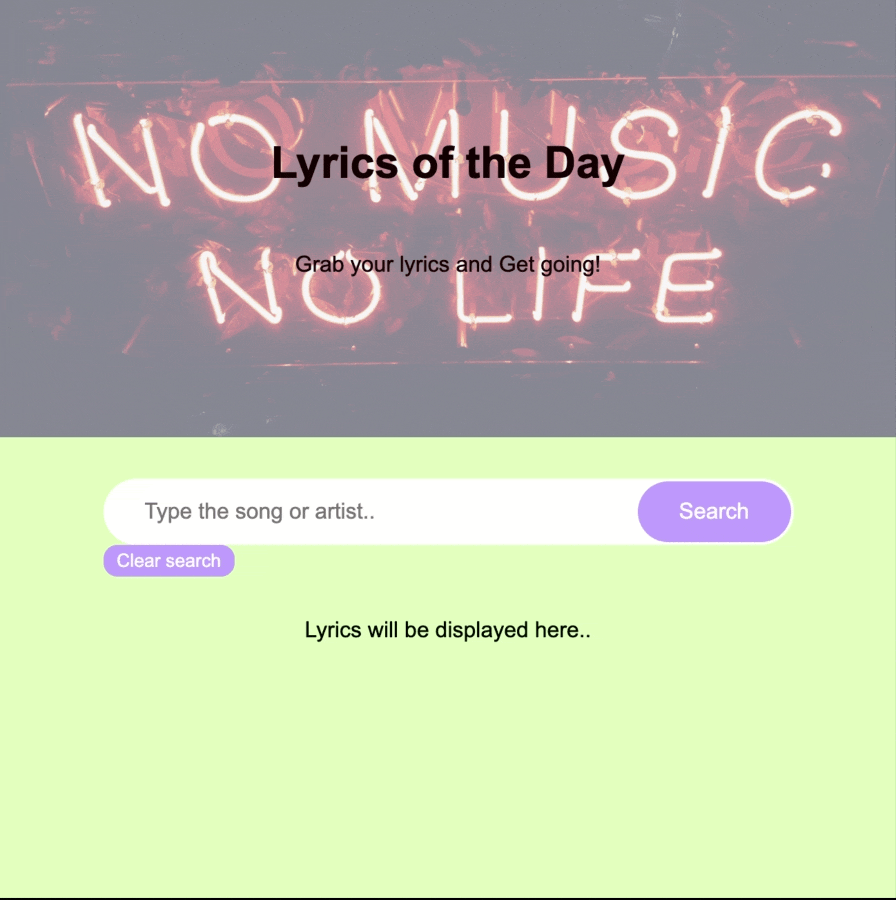 NO MUSIC
Lyrics of the Day
Grab your lyrics and Get going!
NO LIFE
Type the song or artist..
Search
Clear search
Lyrics will be displayed here..